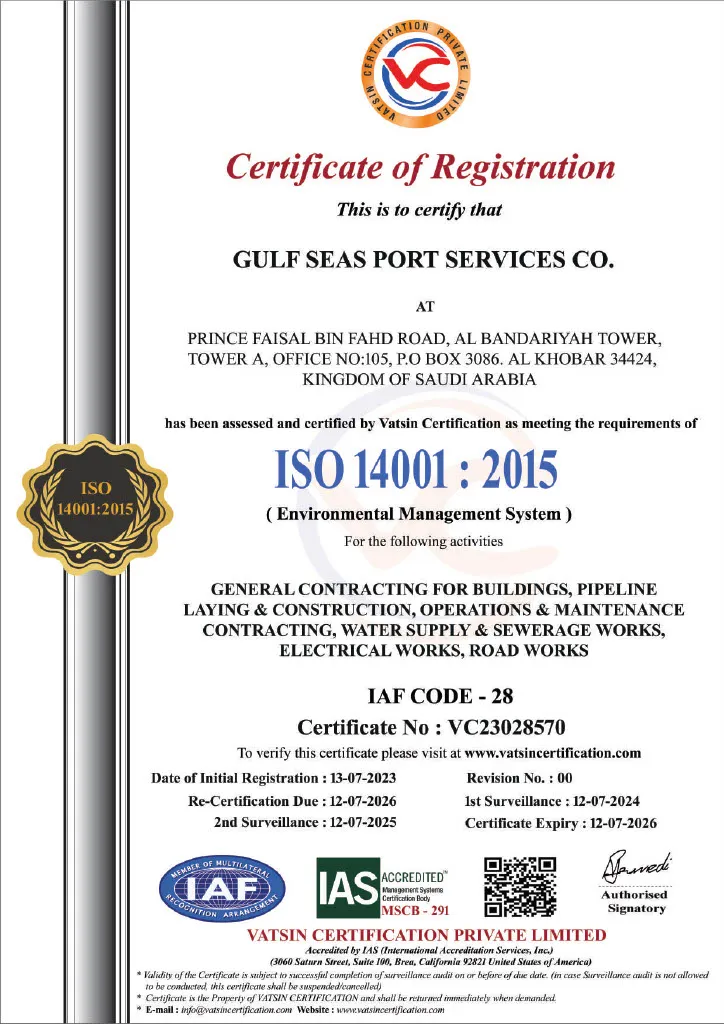 VATSIN CERTIFICATION PRIVATE LIMITED
VC
Certificate of Registration
This is to certify that
GULF SEAS PORT SERVICES CO.
AT
PRINCE FAISAL BIN FAHD ROAD, AL BANDARIYAH TOWER,
TOWER A, OFFICE NO:105, P.O BOX 3086. AL KHOBAR 34424,
KINGDOM OF SAUDI ARABIA
has been assessed and certified by Vatsin Certification as meeting the requirements of
ISO 14001 : 2015
ISO
14001:2015
( Environmental Management System )
For the following activities
GENERAL CONTRACTING FOR BUILDINGS, PIPELINE
LAYING & CONSTRUCTION, OPERATIONS & MAINTENANCE
CONTRACTING, WATER SUPPLY & SEWERAGE WORKS,
ELECTRICAL WORKS, ROAD WORKS
IAF CODE - 28
Certificate No : VC23028570
To verify this certificate please visit at www.vatsincertification.com
Date of Initial Registration : 13-07-2023 Revision No. : 00
Re-Certification Due : 12-07-2026 1st Surveillance : 12-07-2024
2nd Surveillance : 12-07-2025 Certificate Expiry : 12-07-2026
MEMBER OF MULTILATERAL
IAF
RECOGNITION ARRANGEMENT
IAS ACCREDITED™
Management Systems
Certification Body
MSCB - 291
Authorised
Signatory
VATSIN CERTIFICATION PRIVATE LIMITED
Accredited by IAS (International Accreditation Services, Inc.)
(3060 Saturn Street, Suite 100, Brea, California 92821 United States of America)
* Validity of the Certificate is subject to successful completion of surveillance audit on or before of due date. (in case Surveillance audit is not allowed
to be conducted, this certificate shall be suspended/cancelled)
* Certificate is the Property of VATSIN CERTIFICATION and shall be returned immediately when demanded.
* E-mail : info@vatsincertification.com Website : www.vatsincertification.com